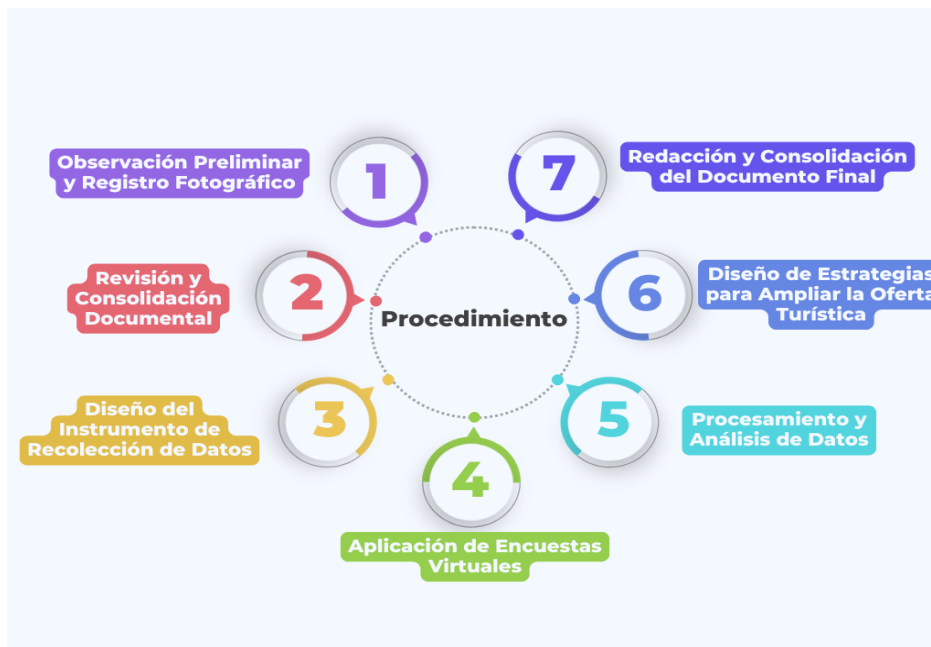 1
Observación Preliminar
y Registro Fotográfico
2
Revisión y
Consolidación
Documental
3
Diseño del
Instrumento de
Recolección de Datos
4
Aplicación de Encuestas
Virtuales
5
Procesamiento y
Análisis de Datos
6
Diseño de Estrategias
para Ampliar la Oferta
Turística
7
Redacción y Consolidación
del Documento Final
Procedimiento